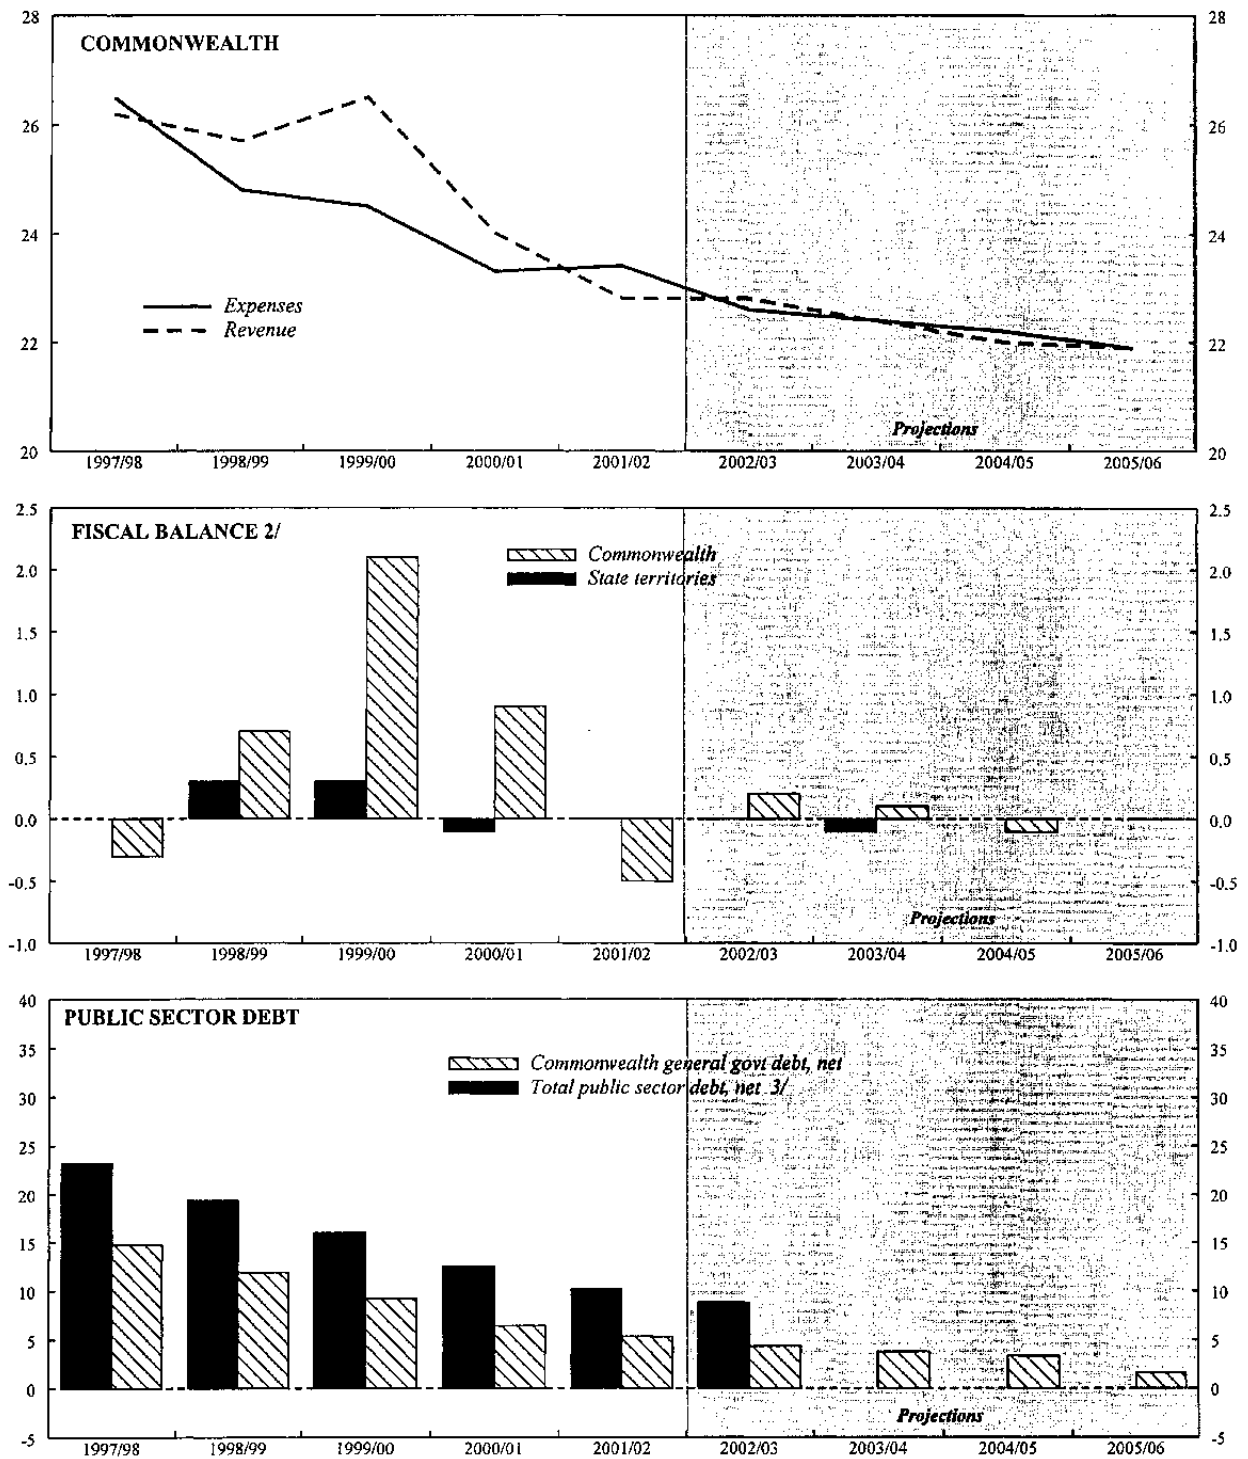 COMMONWEALTH
28 28
26 26
24 24
22 22
20 20
Expenses
Revenue
Projections
1997/98 1998/99 1999/00 2000/01 2001/02 2002/03 2003/04 2004/05 2005/06
FISCAL BALANCE 2/
Commonwealth
State territories
2.5 2.5
2.0 2.0
1.5 1.5
1.0 1.0
0.5 0.5
0.0 0.0
-0.5 -0.5
-1.0 -1.0
Projections
1997/98 1998/99 1999/00 2000/01 2001/02 2002/03 2003/04 2004/05 2005/06
PUBLIC SECTOR DEBT
Commonwealth general govt debt, net
Total public sector debt, net 3/
40 40
35 35
30 30
25 25
20 20
15 15
10 10
5 5
0 0
-5 -5
Projections
1997/98 1998/99 1999/00 2000/01 2001/02 2002/03 2003/04 2004/05 2005/06